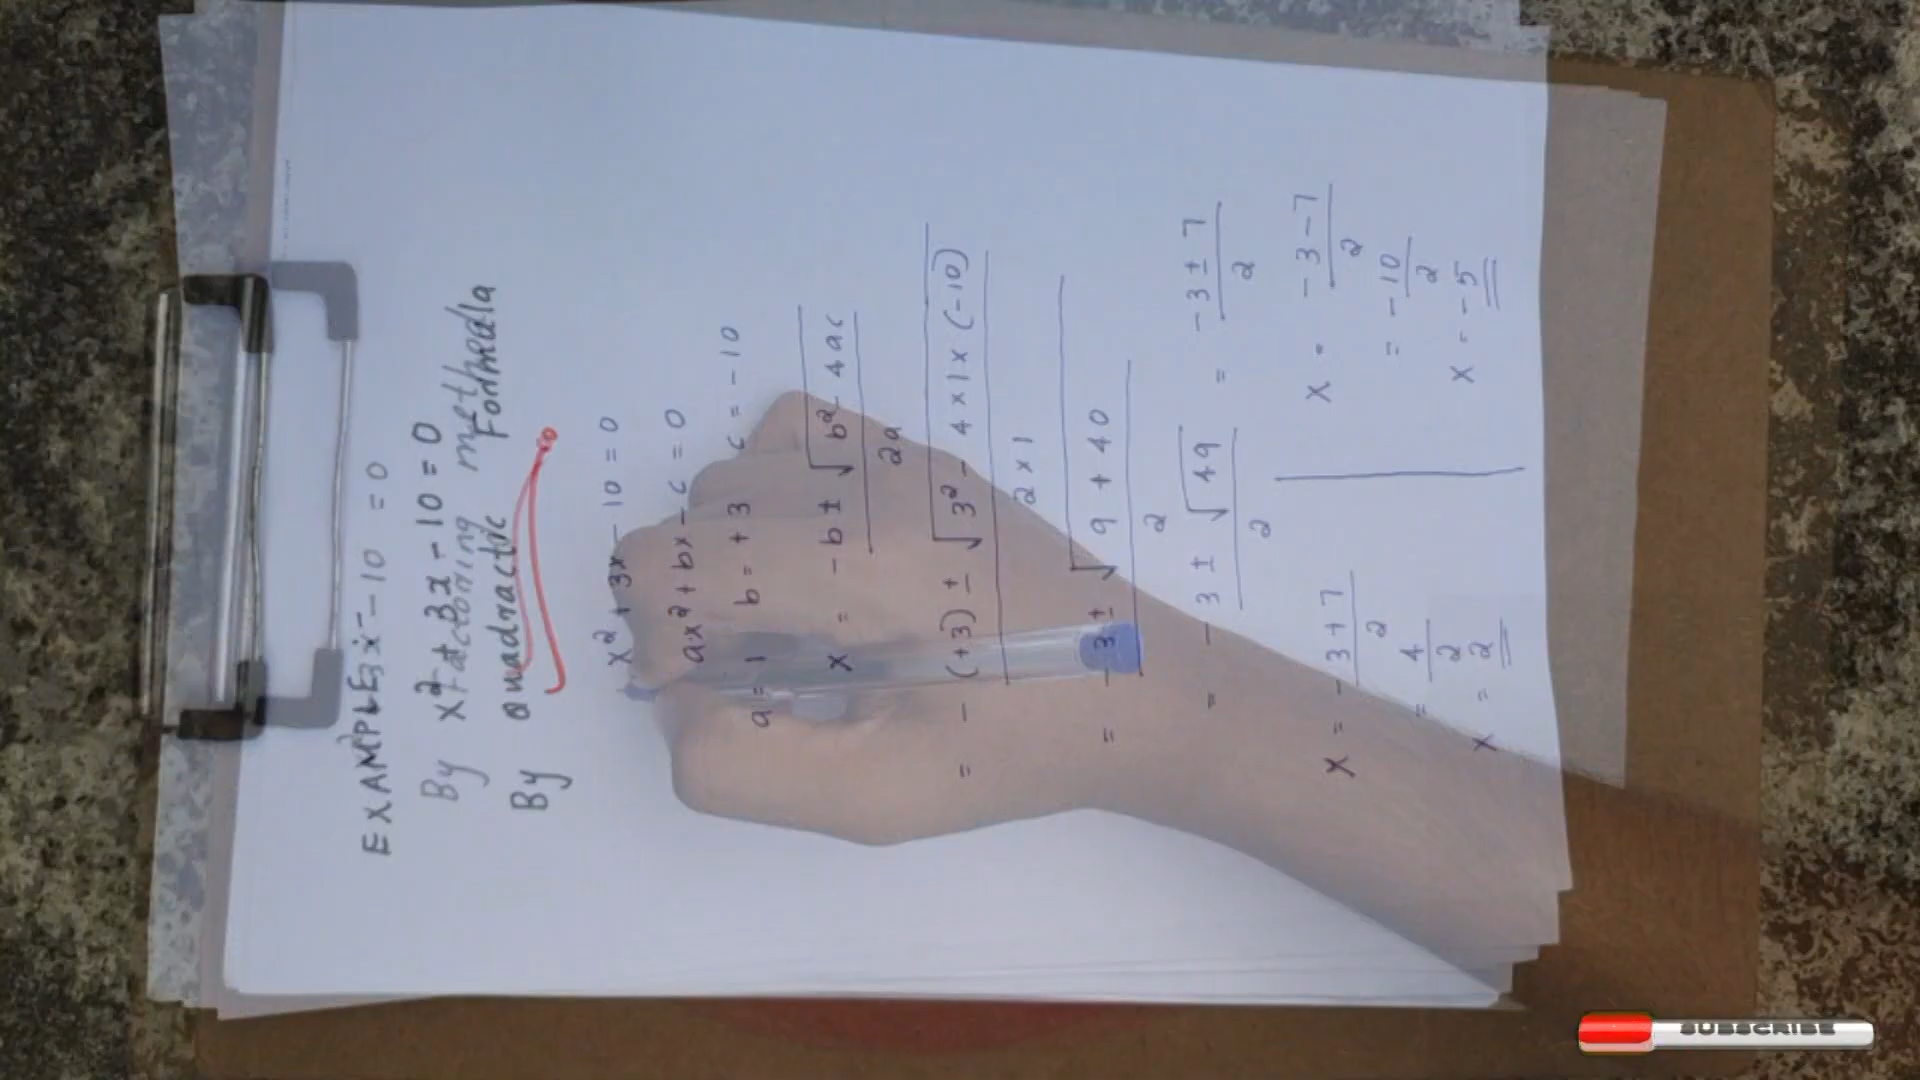 EXAMPLE:
x² + 3x - 10 = 0
By factoring method
By quadractic Formula
x² + 3x - 10 = 0
ax² + bx - c = 0
a = 1 b = + 3 c = - 10
x = -b ± √b² - 4ac
2a
= - (+3) ± √3² - 4 x 1 x (-10)
2 x 1
= - 3 ± √9 + 40
2
= - 3 ± √49 = - 3 ± 7
2 2
x = - 3 + 7
2
= 4
2
x = 2
x = - 3 - 7
2
= - 10
2
x = - 5
SUBSCRIBE